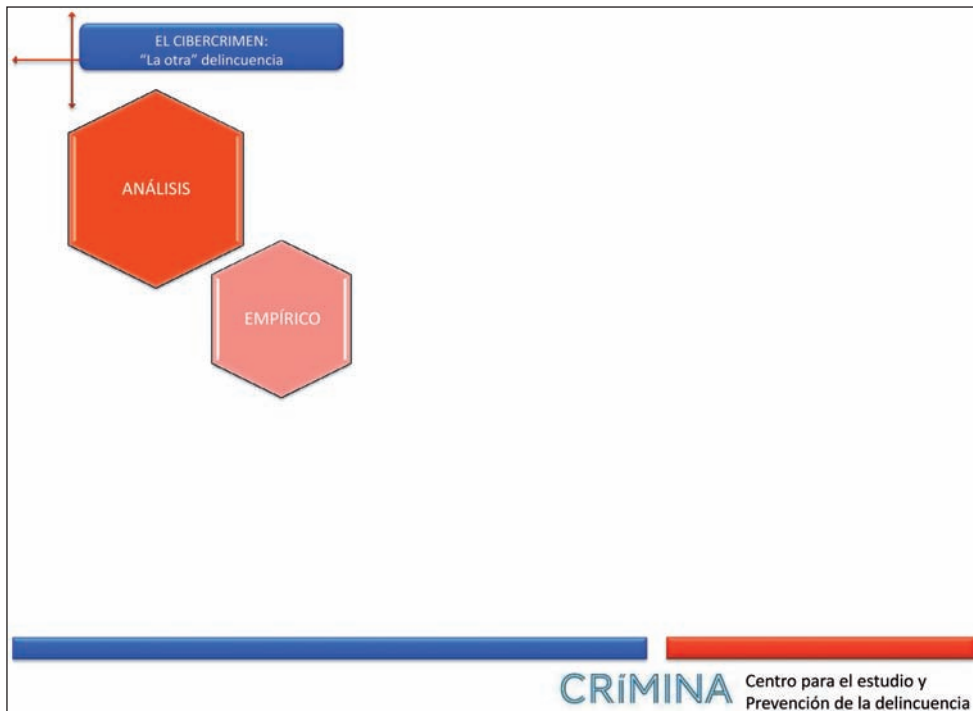 EL CIBERCRIMEN:
“La otra” delincuencia
ANÁLISIS
EMPÍRICO
CRíMINA
Centro para el estudio y
Prevención de la delincuencia